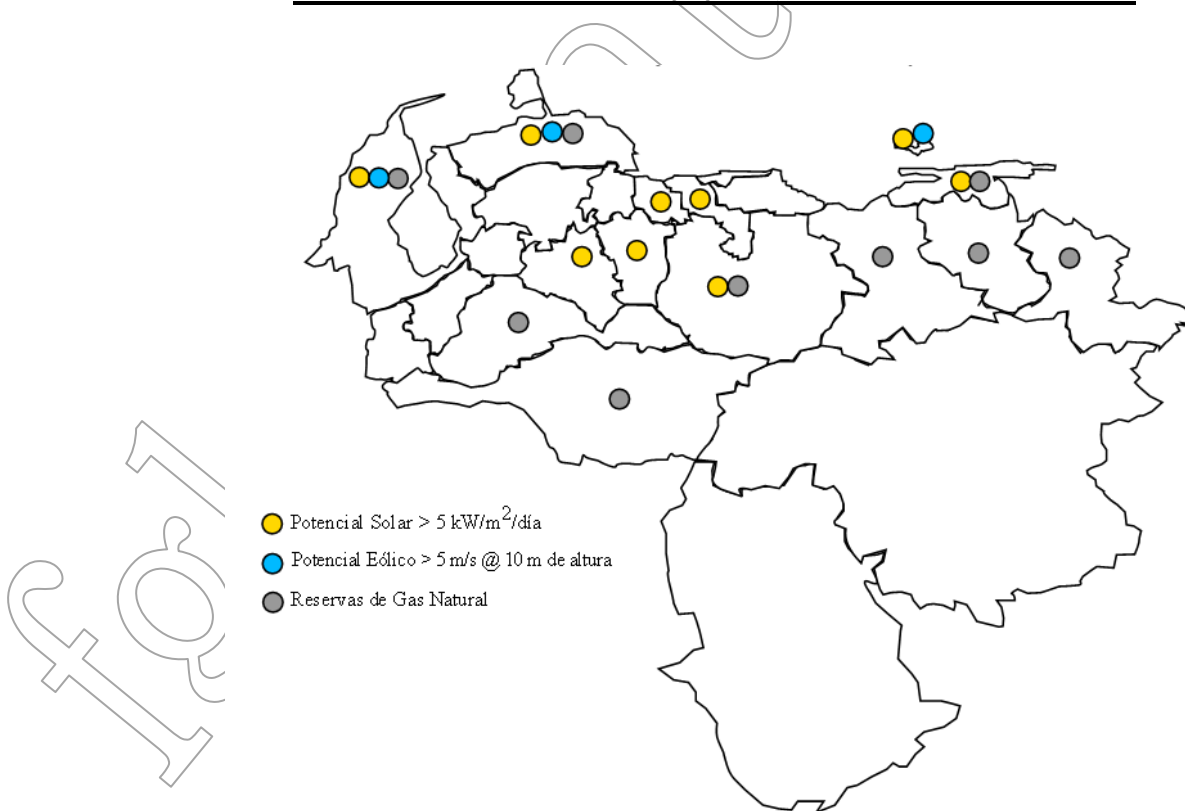 Potencial Solar > 5 kW/m²/día
Potencial Eólico > 5 m/s @ 10 m de altura
Reservas de Gas Natural